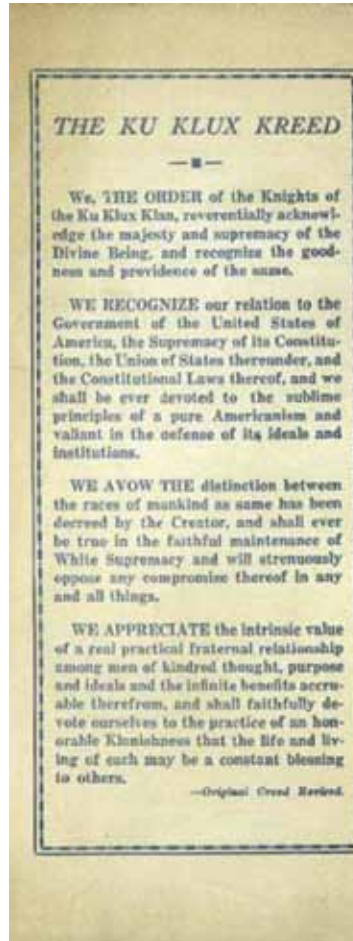 THE KU KLUX KREED
We, THE ORDER of the Knights of
the Ku Klux Klan, reverentially acknowl-
edge the majesty and supremacy of the
Divine Being, and recognize the good-
ness and providence of the same.
WE RECOGNIZE our relation to the
Government of the United States of
America, the Supremacy of its Constitu-
tion, the Union of States thereunder, and
the Constitutional Laws thereof, and we
shall be ever devoted to the sublime
principles of a pure Americanism and
valiant in the defense of its ideals and
institutions.
WE AVOW THE distinction between
the races of mankind as same has been
decreed by the Creator, and shall ever
be true in the faithful maintenance of
White Supremacy and will strenuously
oppose any compromise thereof in any
and all things.
WE APPRECIATE the intrinsic value
of a real practical fraternal relationship
among men of kindred thought, purpose
and ideals and the infinite benefits accru-
able therefrom, and shall faithfully de-
vote ourselves to the practice of an hon-
orable Klanishness that the life and liv-
ing of each may be a constant blessing
to others.
—Original Creed Revised.